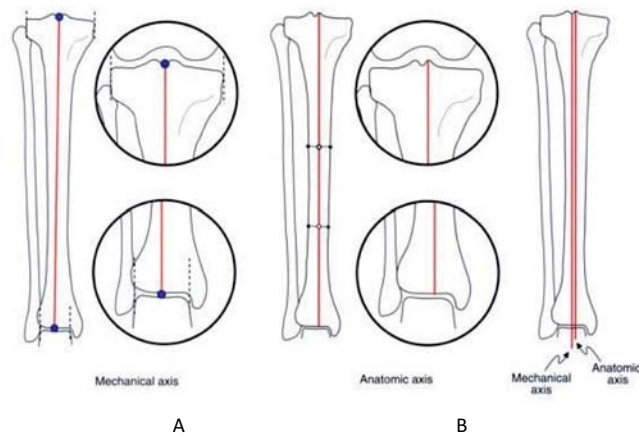 Mechanical axis
Anatomic axis
Mechanical
axis
Anatomic
axis
A
B